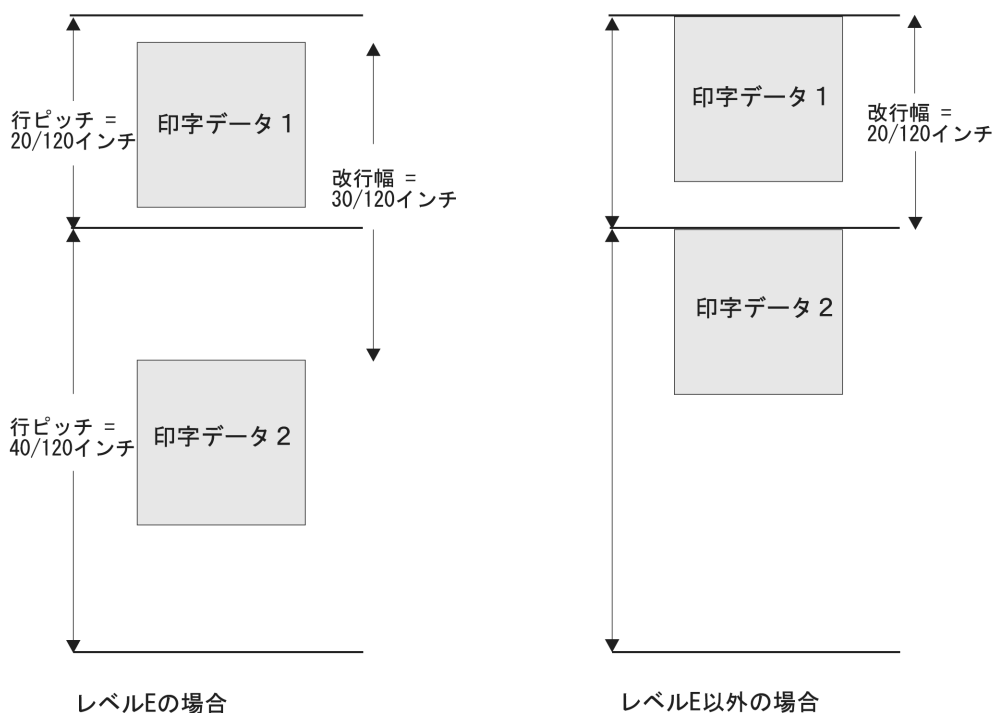 行ピッチ =
20/120インチ
印字データ1
改行幅 =
30/120インチ
行ピッチ =
40/120インチ
印字データ2
レベルEの場合
印字データ1
改行幅 =
20/120インチ
印字データ2
レベルE以外の場合